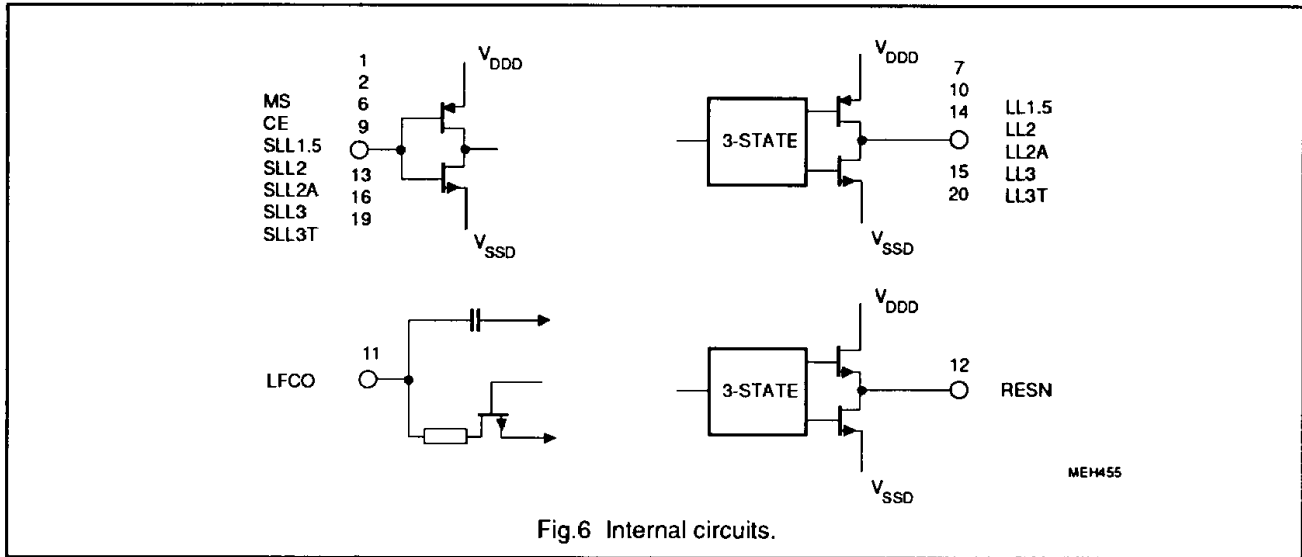 1
2
6
9
13
16
19
MS
CE
SLL1.5
SLL2
SLL2A
SLL3
SLL3T
VDDD
VSSD
3-STATE
VDDD
VSSD
7
10
14
15
20
LL1.5
LL2
LL2A
LL3
LL3T
LFCO
11
3-STATE
VDDD
VSSD
12
RESN
MEH455
Fig.6 Internal circuits.